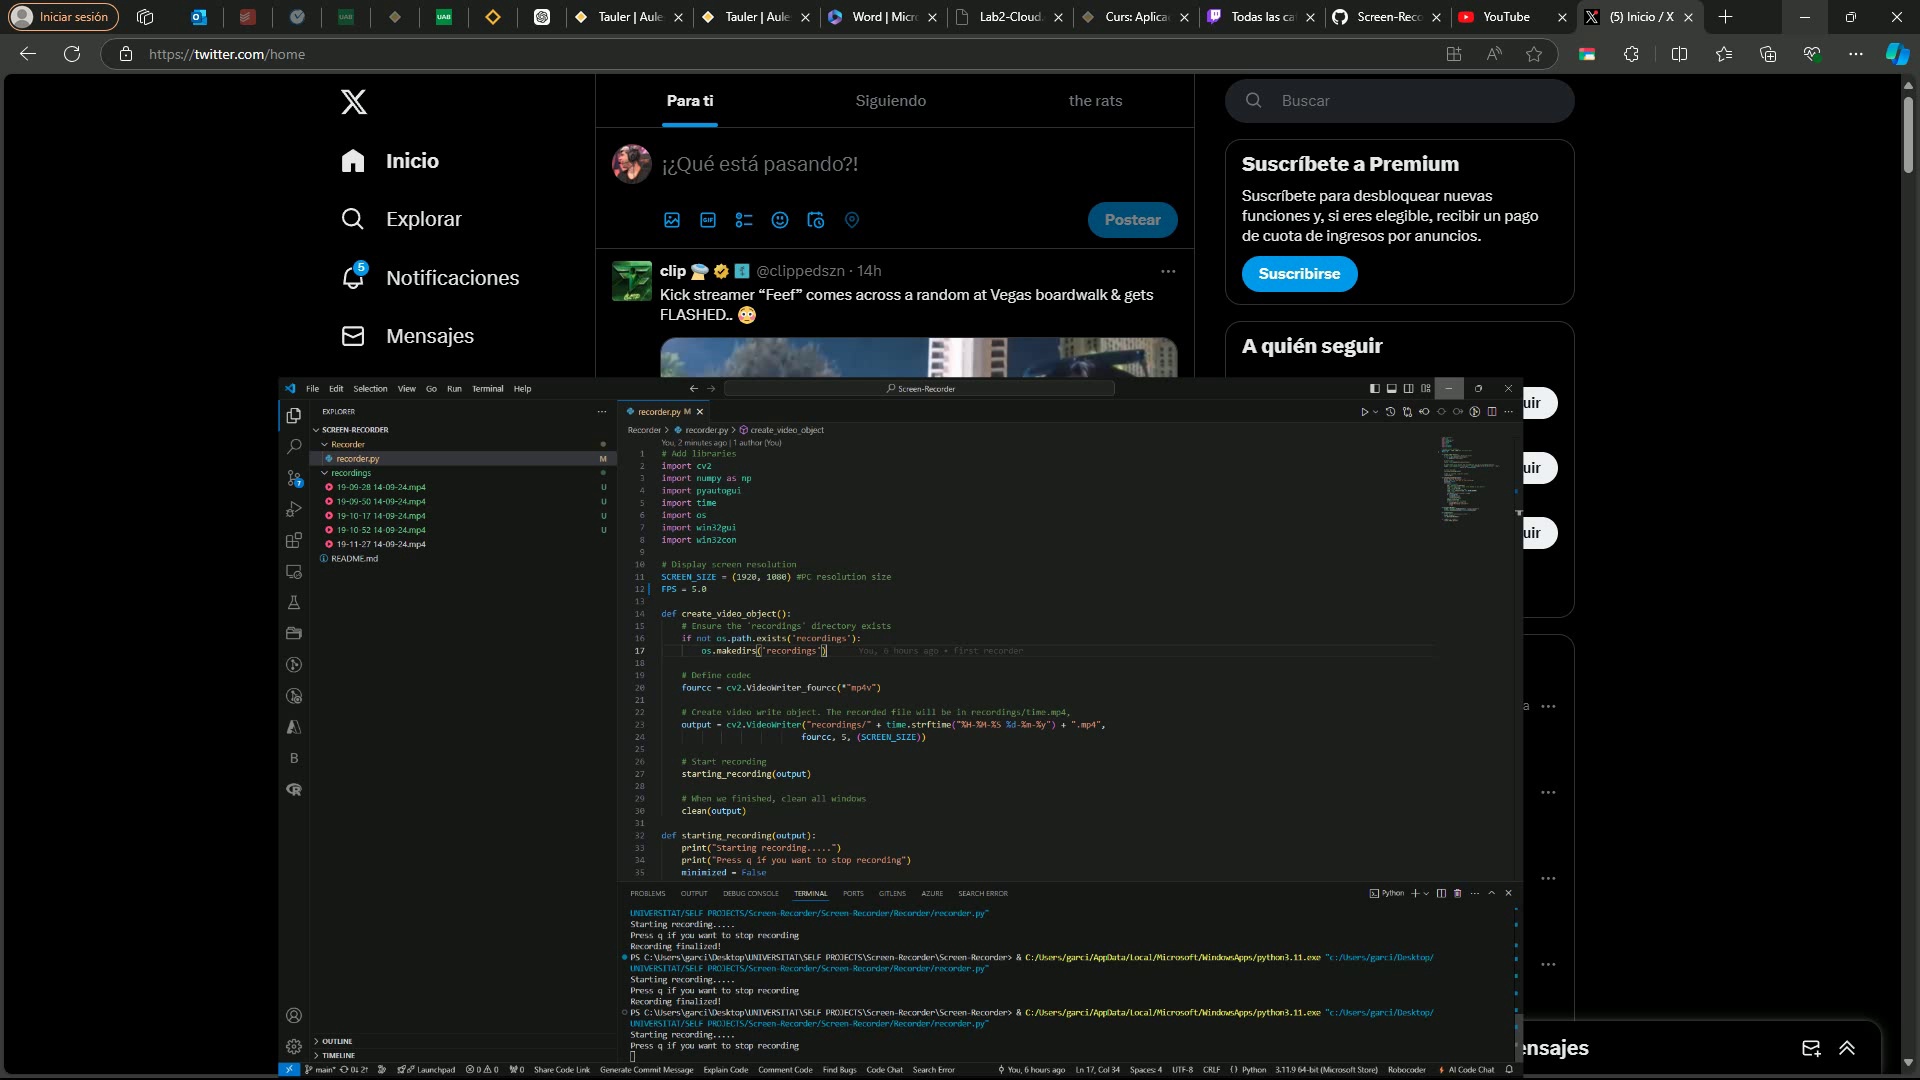 Iniciar sesión
Tauler | Aule
Tauler | Aule
Word | Micr
Lab2-Cloud
Curs: Aplica
Todas las ca
Screen-Reco
YouTube
(5) Inicio / X
https://twitter.com/home
Inicio
Explorar
5
Notificaciones
Mensajes
Para ti
Siguiendo
the rats
¡¿Qué está pasando?!
GIF
Postear
clip @clippedszn · 14h
Kick streamer “Feef” comes across a random at Vegas boardwalk & gets
FLASHED..
Buscar
Suscríbete a Premium
Suscríbete para desbloquear nuevas
funciones y, si eres elegible, recibir un pago
de cuota de ingresos por anuncios.
Suscribirse
A quién seguir
uir
uir
uir
ensajes
File Edit Selection View Go Run Terminal Help
Screen-Recorder
EXPLORER
SCREEN-RECORDER
Recorder
recorder.py M
recordings
19-09-28 14-09-24.mp4 U
19-09-50 14-09-24.mp4 U
19-10-17 14-09-24.mp4 U
19-10-52 14-09-24.mp4 U
19-11-27 14-09-24.mp4
README.md
OUTLINE
TIMELINE
recorder.py M
Recorder > recorder.py > create_video_object
You, 2 minutes ago | 1 author (You)
1 # Add libraries
2 import cv2
3 import numpy as np
4 import pyautogui
5 import time
6 import os
7 import win32gui
8 import win32con
9
10 # Display screen resolution
11 SCREEN_SIZE = (1920, 1080) #PC resolution size
12 FPS = 5.0
13
14 def create_video_object():
15 # Ensure the 'recordings' directory exists
16 if not os.path.exists('recordings'):
17 os.makedirs('recordings') You, 6 hours ago • first recorder
18
19 # Define codec
20 fourcc = cv2.VideoWriter_fourcc(*"mp4v")
21
22 # Create video write object. The recorded file will be in recordings/time.mp4,
23 output = cv2.VideoWriter("recordings/" + time.strftime("%H-%M-%S %d-%m-%y") + ".mp4",
24 fourcc, 5, (SCREEN_SIZE))
25
26 # Start recording
27 starting_recording(output)
28
29 # When we finished, clean all windows
30 clean(output)
31
32 def starting_recording(output):
33 print("Starting recording.....")
34 print("Press q if you want to stop recording")
35 minimized = False
PROBLEMS OUTPUT DEBUG CONSOLE TERMINAL PORTS GITLENS AZURE SEARCH ERROR
Python
UNIVERSITAT/SELF PROJECTS/Screen-Recorder/Screen-Recorder/Recorder/recorder.py"
Starting recording.....
Press q if you want to stop recording
Recording finalized!
PS C:\Users\garci\Desktop\UNIVERSITAT\SELF PROJECTS\Screen-Recorder\Screen-Recorder> & C:/Users/garci/AppData/Local/Microsoft/WindowsApps/python3.11.exe "c:/Users/garci/Desktop/
UNIVERSITAT/SELF PROJECTS/Screen-Recorder/Screen-Recorder/Recorder/recorder.py"
Starting recording.....
Press q if you want to stop recording
Recording finalized!
PS C:\Users\garci\Desktop\UNIVERSITAT\SELF PROJECTS\Screen-Recorder\Screen-Recorder> & C:/Users/garci/AppData/Local/Microsoft/WindowsApps/python3.11.exe "c:/Users/garci/Desktop/
UNIVERSITAT/SELF PROJECTS/Screen-Recorder/Screen-Recorder/Recorder/recorder.py"
Starting recording.....
Press q if you want to stop recording
main* Launchpad 0 0 0 Share Code Link Generate Commit Message Explain Code Comment Code Find Bugs Code Chat Search Error You, 6 hours ago Ln 17, Col 34 Spaces: 4 UTF-8 CRLF Python 3.11.9 64-bit (Microsoft Store) Robocoder AI Code Chat